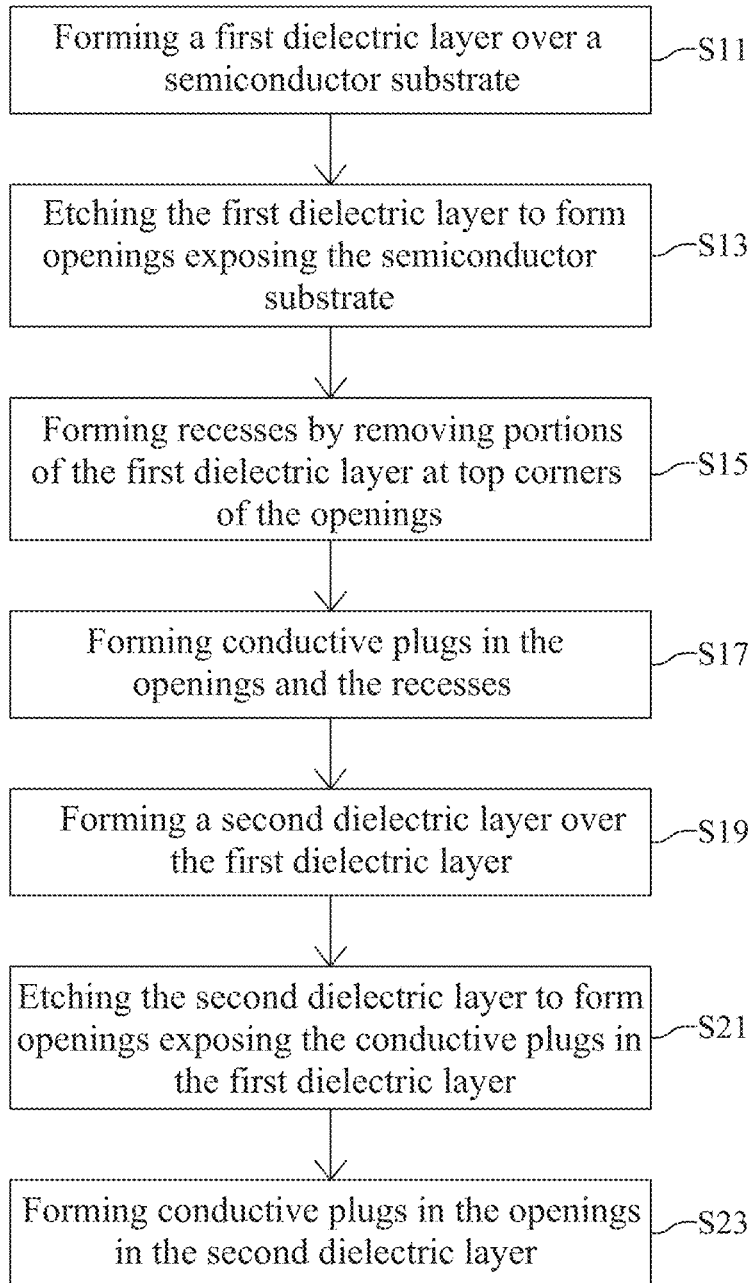 Forming a first dielectric layer over a
semiconductor substrate
S11
Etching the first dielectric layer to form
openings exposing the semiconductor
substrate
S13
Forming recesses by removing portions
of the first dielectric layer at top corners
of the openings
S15
Forming conductive plugs in the
openings and the recesses
S17
Forming a second dielectric layer over
the first dielectric layer
S19
Etching the second dielectric layer to form
openings exposing the conductive plugs in
the first dielectric layer
S21
Forming conductive plugs in the openings
in the second dielectric layer
S23